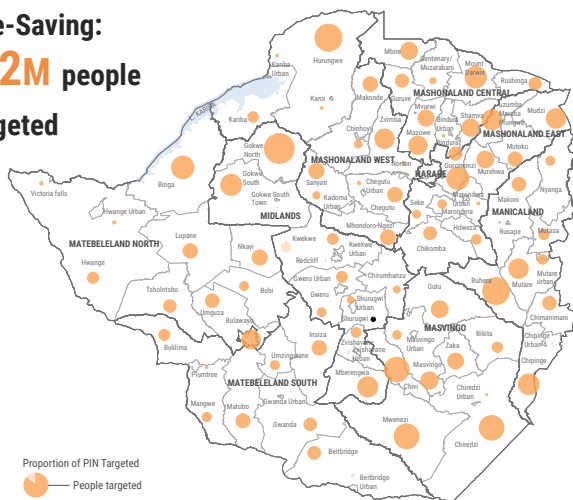 e-Saving:
2M people
geted
Hurungwe
Mbire
Centenary/
Muzarabani
Mount
Darwin
Rushinga
Kariba
Urban
Makonde
Guruve
MASHONALAND CENTRAL
L. KARIBA
Karoi
Mvurwi
Shamva
Mudzi
Kariba
Chinhoyi
Zvimba
Mazowe
Bindura
Urban
Bindura
MASHONALAND EAST
Mutoko
Gokwe
North
MASHONALAND WEST
Norton
Goromonzi
Murehwa
HARARE
Binga
Gokwe
South
Sanyati
Chegutu
Urban
Marondera
Urban
Nyanga
Victoria falls
Gokwe South
Town
Kadoma
Urban
Chegutu
Seke
Marondera
Makoni
Hwange Urban
MIDLANDS
MANICALAND
Mhondoro-Ngezi
Hdweza
Rusape
Mutasa
MATEBELELAND NORTH
Lupane
Nkayi
Kwekwe
Kwekwe
Urban
Chikomba
Hwange
Redcliff
Gweru Urban
Chirumhanzu
Buhera
Mutare
Mutare
urban
Tsholotsho
Umguza
Bubi
Gweru
Shurugwi
Urban
Shurugwi
Gutu
Chimanimani
Bulawayo
MASVINGO
Bulilima
Insiza
Zvishavane
Zvishavane
Urban
Masvingo
Urban
Zaka
Bikita
Chipinge
Urban
Umzingwane
Masvingo
Chipinge
Plumtree
MATEBELELAND SOUTH
Mberengwa
Chivi
Chiredzi
Urban
Mangwe
Matobo
Gwanda Urban
Gwanda
Mwenezi
Chiredzi
Beitbridge
Proportion of PIN Targeted
Beitbridge
Urban
People targeted